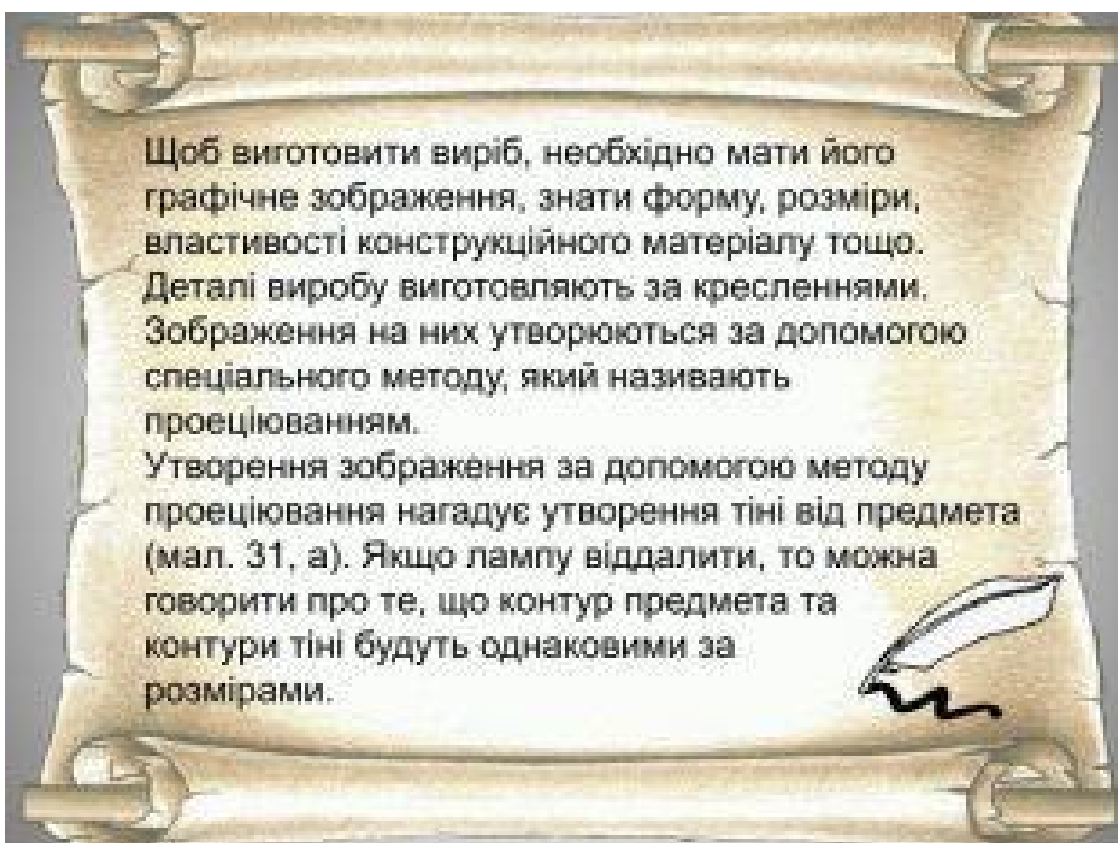 Щоб виготовити виріб, необхідно мати його
графічне зображення, знати форму, розміри,
властивості конструкційного матеріалу тощо.
Деталі виробу виготовляють за кресленнями.
Зображення на них утворюються за допомогою
спеціального методу, який називають
проеціюванням.
Утворення зображення за допомогою методу
проеціювання нагадує утворення тіні від предмета
(мал. 31, а). Якщо лампу віддалити, то можна
говорити про те, що контур предмета та
контури тіні будуть однаковими за
розмірами.